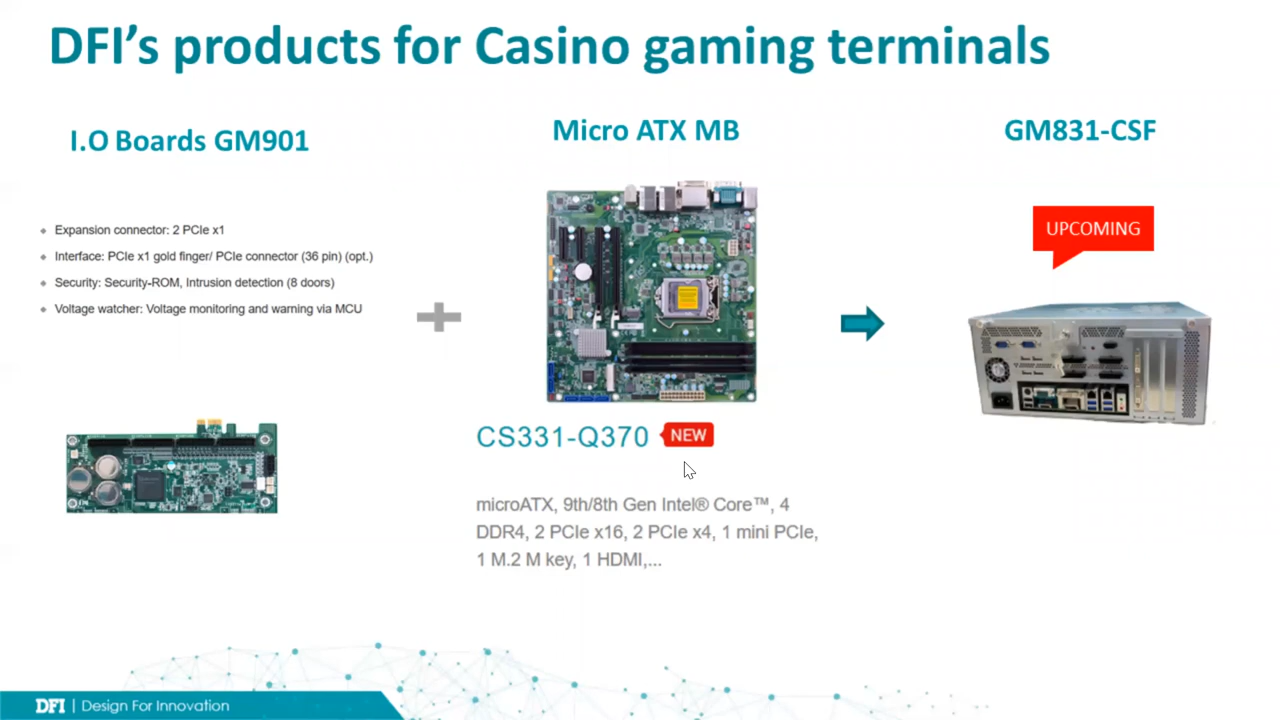 DFI's products for Casino gaming terminals
I.O Boards GM901
Expansion connector: 2 PCIe x1
Interface: PCIe x1 gold finger/ PCIe connector (36 pin) (opt.)
Security: Security-ROM, Intrusion detection (8 doors)
Voltage watcher: Voltage monitoring and warning via MCU
Micro ATX MB
CS331-Q370 NEW
microATX, 9th/8th Gen Intel® Core™, 4
DDR4, 2 PCIe x16, 2 PCIe x4, 1 mini PCIe,
1 M.2 M key, 1 HDMI,...
GM831-CSF
UPCOMING
DFI | Design For Innovation